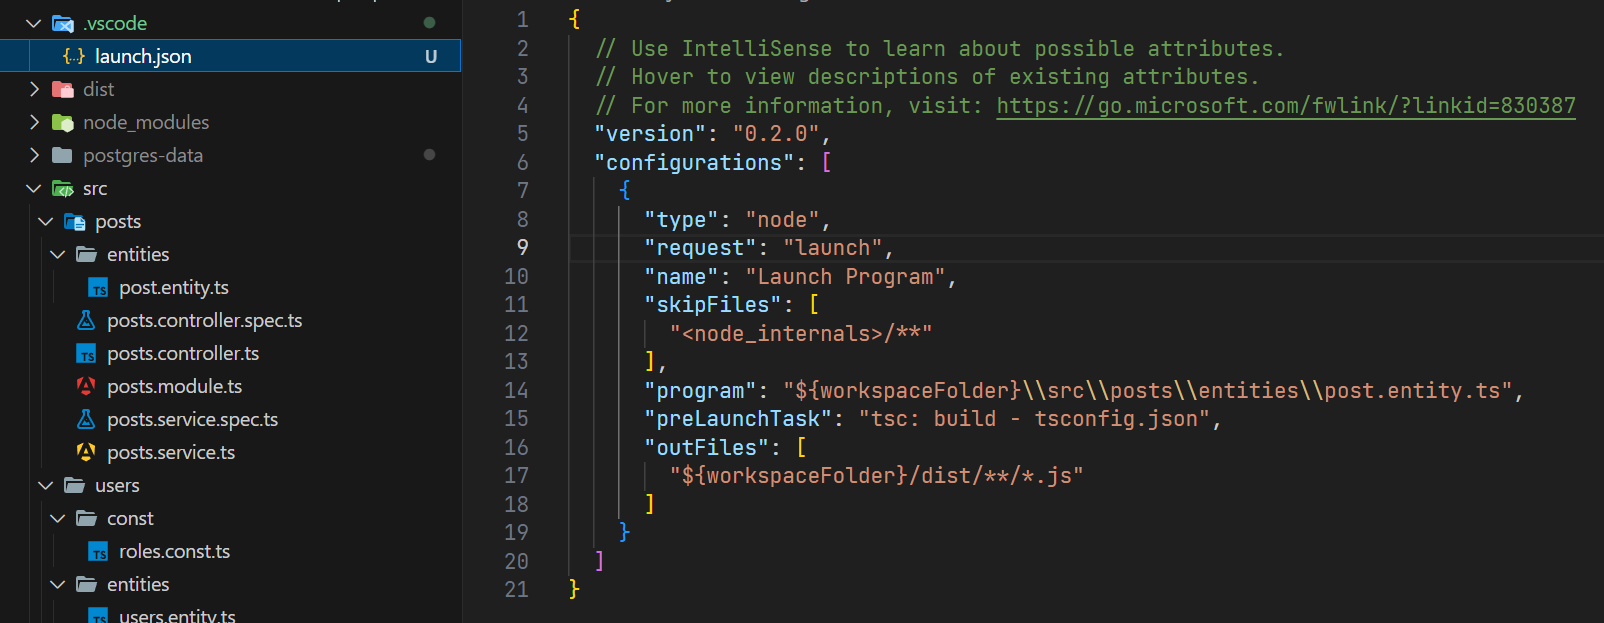 .vscode
launch.json U
dist
node_modules
postgres-data
src
posts
entities
post.entity.ts
posts.controller.spec.ts
posts.controller.ts
posts.module.ts
posts.service.spec.ts
posts.service.ts
users
const
roles.const.ts
entities
users.entity.ts
1 {
2 // Use IntelliSense to learn about possible attributes.
3 // Hover to view descriptions of existing attributes.
4 // For more information, visit: https://go.microsoft.com/fwlink/?linkid=830387
5 "version": "0.2.0",
6 "configurations": [
7 {
8 "type": "node",
9 "request": "launch",
10 "name": "Launch Program",
11 "skipFiles": [
12 "<node_internals>/**"
13 ],
14 "program": "${workspaceFolder}\\src\\posts\\entities\\post.entity.ts",
15 "preLaunchTask": "tsc: build - tsconfig.json",
16 "outFiles": [
17 "${workspaceFolder}/dist/**/*.js"
18 ]
19 }
20 ]
21 }